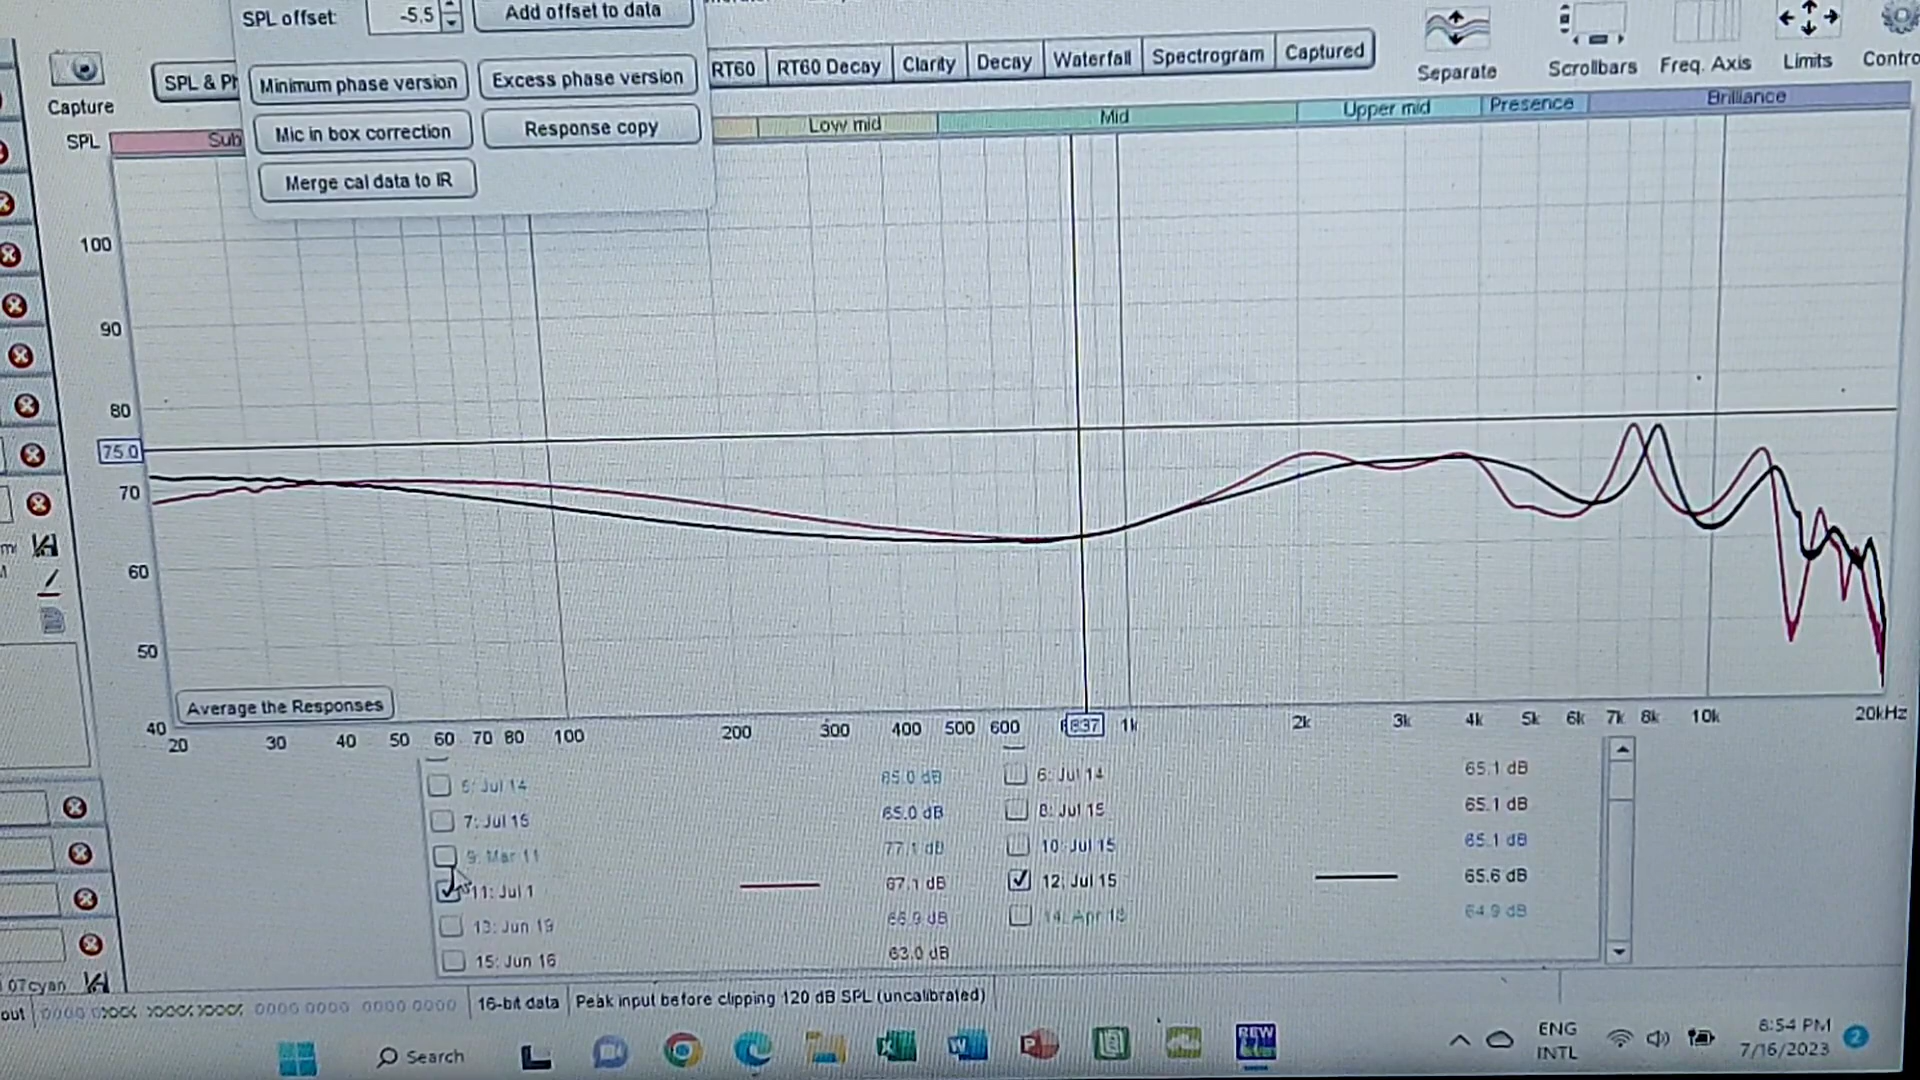 SPL offset: -5.5 Add offset to data
Minimum phase version Excess phase version
Mic in box correction Response copy
Merge cal data to IR
Capture
SPL & Ph
RT60 RT60 Decay Clarity Decay Waterfall Spectrogram Captured
Separate Scrollbars Freq. Axis Limits Contro
SPL
Sub Low mid Mid Upper mid Presence Brilliance
100
90
80
75.0
70
60
50
40
Average the Responses
20 30 40 50 60 70 80 100 200 300 400 500 600 837 1k 2k 3k 4k 5k 6k 7k 8k 10k 20kHz
5: Jul 14 65.0 dB 6: Jul 14 65.1 dB
7: Jul 15 65.0 dB 8: Jul 15 65.1 dB
9: Mar 11 77.1 dB 10: Jul 15 65.1 dB
11: Jul 1 67.1 dB 12: Jul 15 65.6 dB
13: Jun 19 66.9 dB 14: Apr 18 64.9 dB
15: Jun 16 63.0 dB
07cyan
out 0000 0000 0000 0000 16-bit data Peak input before clipping 120 dB SPL (uncalibrated)
Search
REW
ENG
INTL
6:54 PM
7/16/2023
2